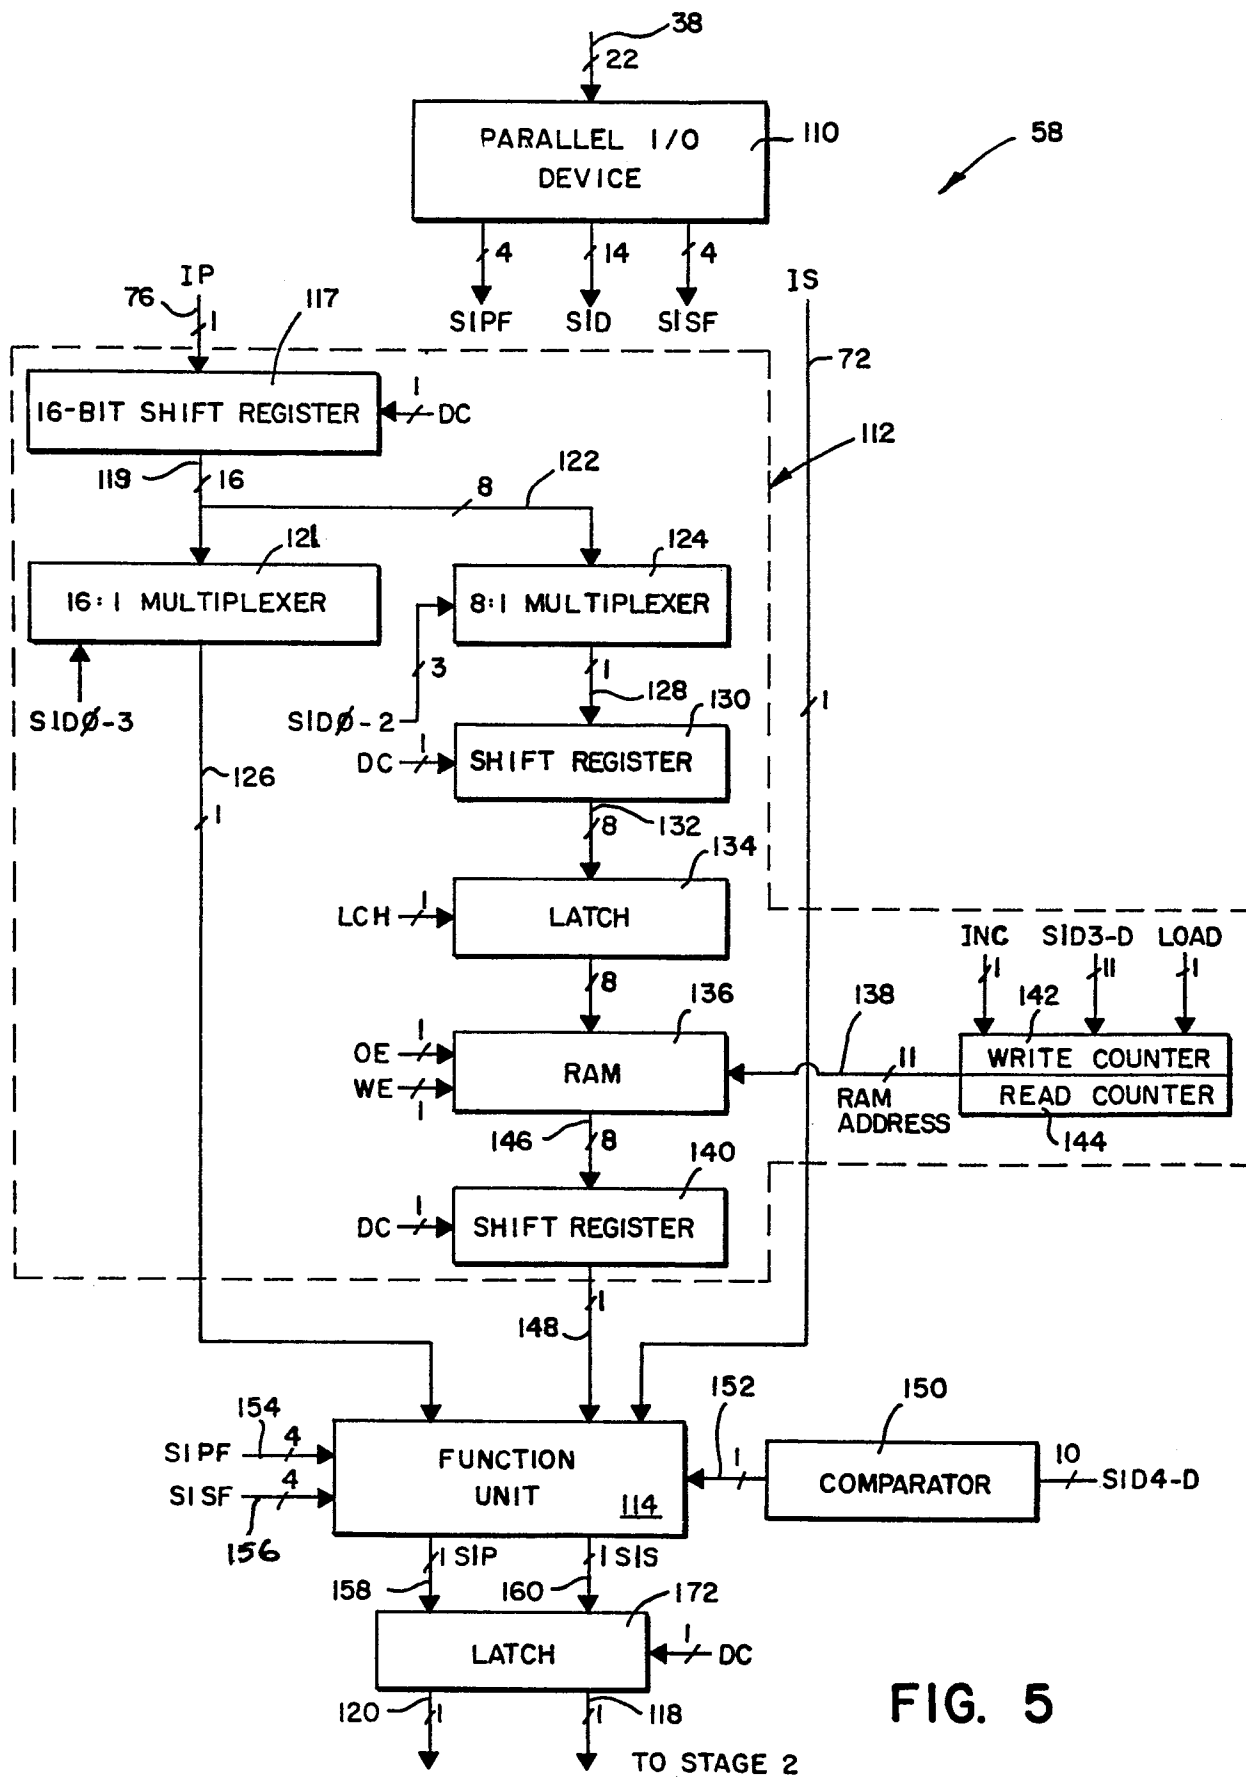 38
22
PARALLEL I/O
DEVICE
110
58
4
14
4
SIPF
SID
SISF
IP
76
1
117
IS
72
16-BIT SHIFT REGISTER
1
DC
112
119
16
8
122
121
124
16:1 MULTIPLEXER
8:1 MULTIPLEXER
3
1
128
130
SIDØ-3
SIDØ-2
1
DC
1
SHIFT REGISTER
126
1
132
8
134
LCH
1
LATCH
INC
SID3-D
LOAD
1
11
1
8
136
138
142
OE
1
RAM
WE
1
11
WRITE COUNTER
RAM
ADDRESS
READ COUNTER
144
146
8
140
DC
1
SHIFT REGISTER
1
148
152
150
154
SIPF
4
FUNCTION
UNIT
114
1
COMPARATOR
10
SID4-D
SISF
4
156
1 SIP
1 SIS
158
160
172
LATCH
1
DC
120
1
1
118
FIG. 5
TO STAGE 2